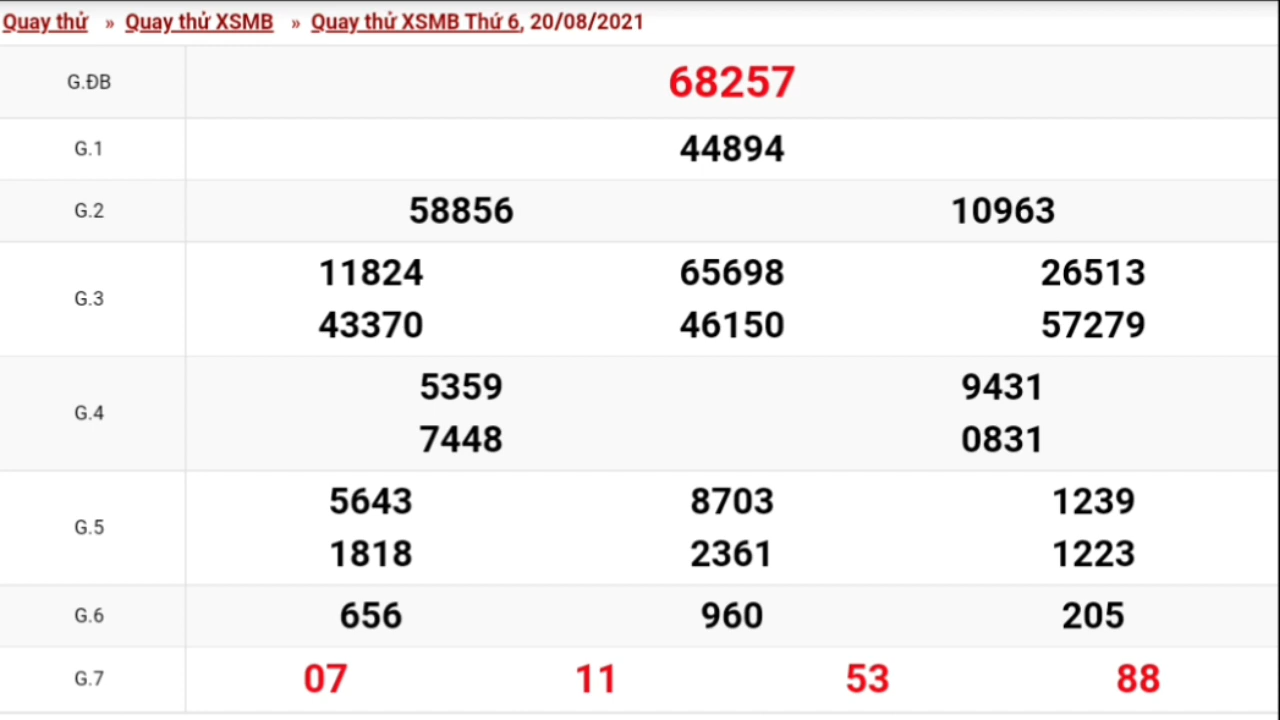 Quay thử » Quay thử XSMB » Quay thử XSMB Thứ 6, 20/08/2021
G.ĐB 68257
G.1 44894
G.2 58856 10963
G.3 11824 65698 26513
43370 46150 57279
G.4 5359 9431
7448 0831
G.5 5643 8703 1239
1818 2361 1223
G.6 656 960 205
G.7 07 11 53 88